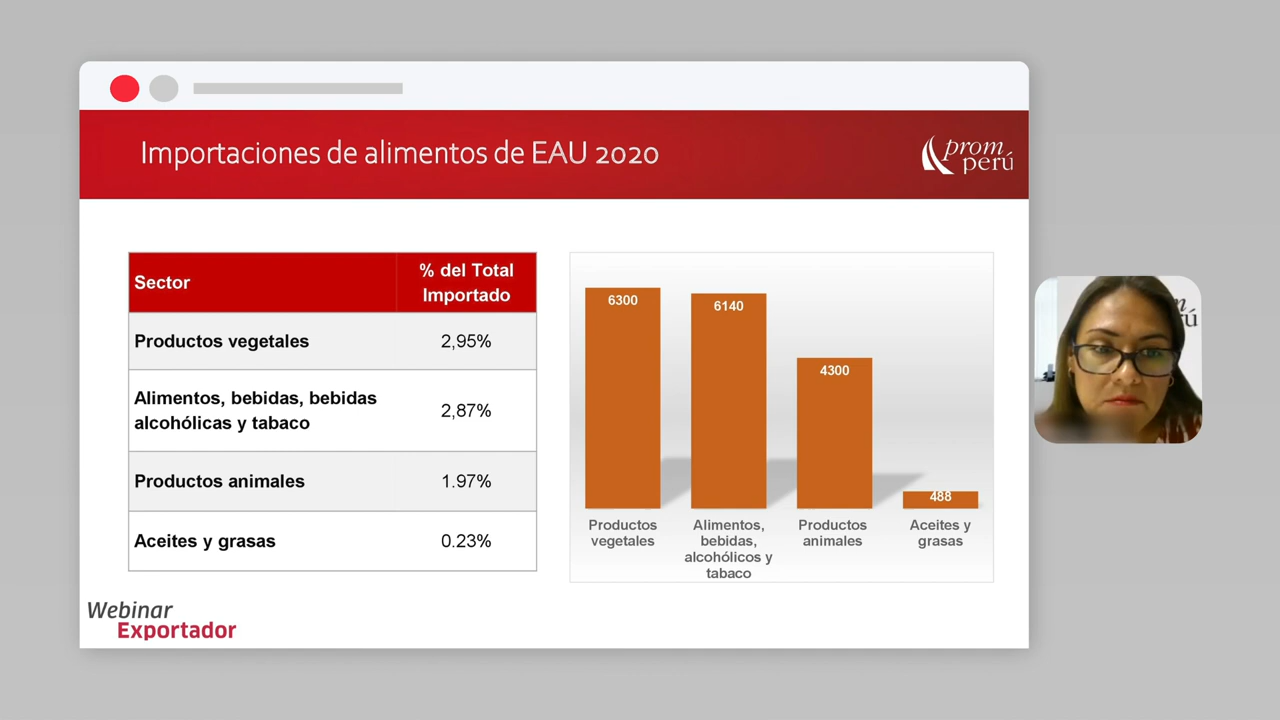 Importaciones de alimentos de EAU 2020
prom
perú
Sector
% del Total
Importado
Productos vegetales
2,95%
Alimentos, bebidas, bebidas
alcohólicas y tabaco
2,87%
Productos animales
1.97%
Aceites y grasas
0.23%
6300
6140
4300
488
Productos
vegetales
Alimentos,
bebidas,
alcohólicos y
tabaco
Productos
animales
Aceites y
grasas
Webinar
Exportador